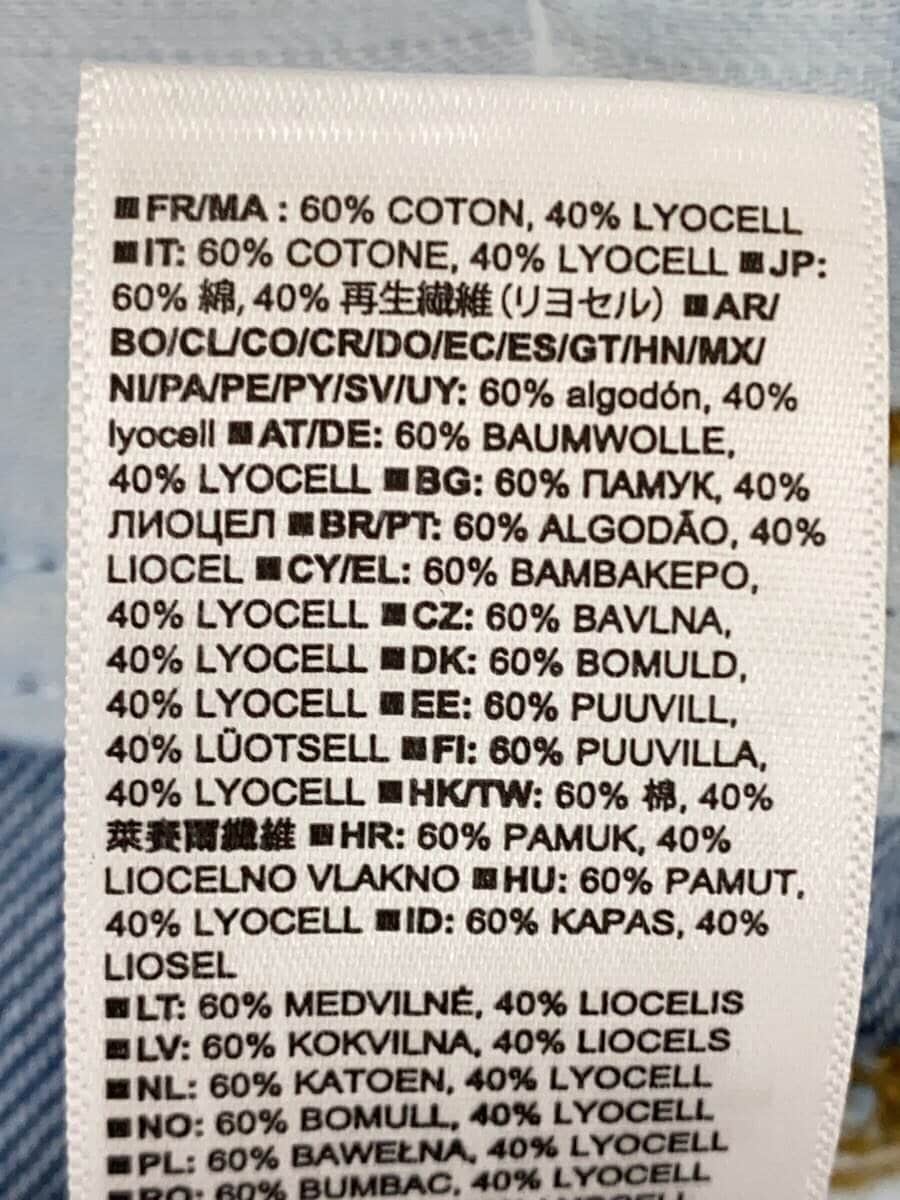 ■ FR/MA : 60% COTON, 40% LYOCELL
■ IT: 60% COTONE, 40% LYOCELL ■ JP:
60% 綿, 40% 再生繊維 (リヨセル) ■ AR/
BO/CL/CO/CR/DO/EC/ES/GT/HN/MX/
NI/PA/PE/PY/SV/UY: 60% algodón, 40%
lyocell ■ AT/DE: 60% BAUMWOLLE,
40% LYOCELL ■ BG: 60% ПАМУК, 40%
ЛИОЦЕЛ ■ BR/PT: 60% ALGODÃO, 40%
LIOCEL ■ CY/EL: 60% ΒΑΜΒΑΚΕΡΟ,
40% LYOCELL ■ CZ: 60% BAVLNA,
40% LYOCELL ■ DK: 60% BOMULD,
40% LYOCELL ■ EE: 60% PUUVILL,
40% LÜOTSELL ■ FI: 60% PUUVILLA,
40% LYOCELL ■ HK/TW: 60% 棉, 40%
萊賽爾纖維 ■ HR: 60% PAMUK, 40%
LIOCELNO VLAKNO ■ HU: 60% PAMUT,
40% LYOCELL ■ ID: 60% KAPAS, 40%
LIOSEL
■ LT: 60% MEDVILNĖ, 40% LIOCELIS
■ LV: 60% KOKVILNA, 40% LIOCELS
■ NL: 60% KATOEN, 40% LYOCELL
■ NO: 60% BOMULL, 40% LYOCELL
■ PL: 60% BAWEŁNA, 40% LYOCELL
■ RO: 60% BUMBAC, 40% LYOCELL